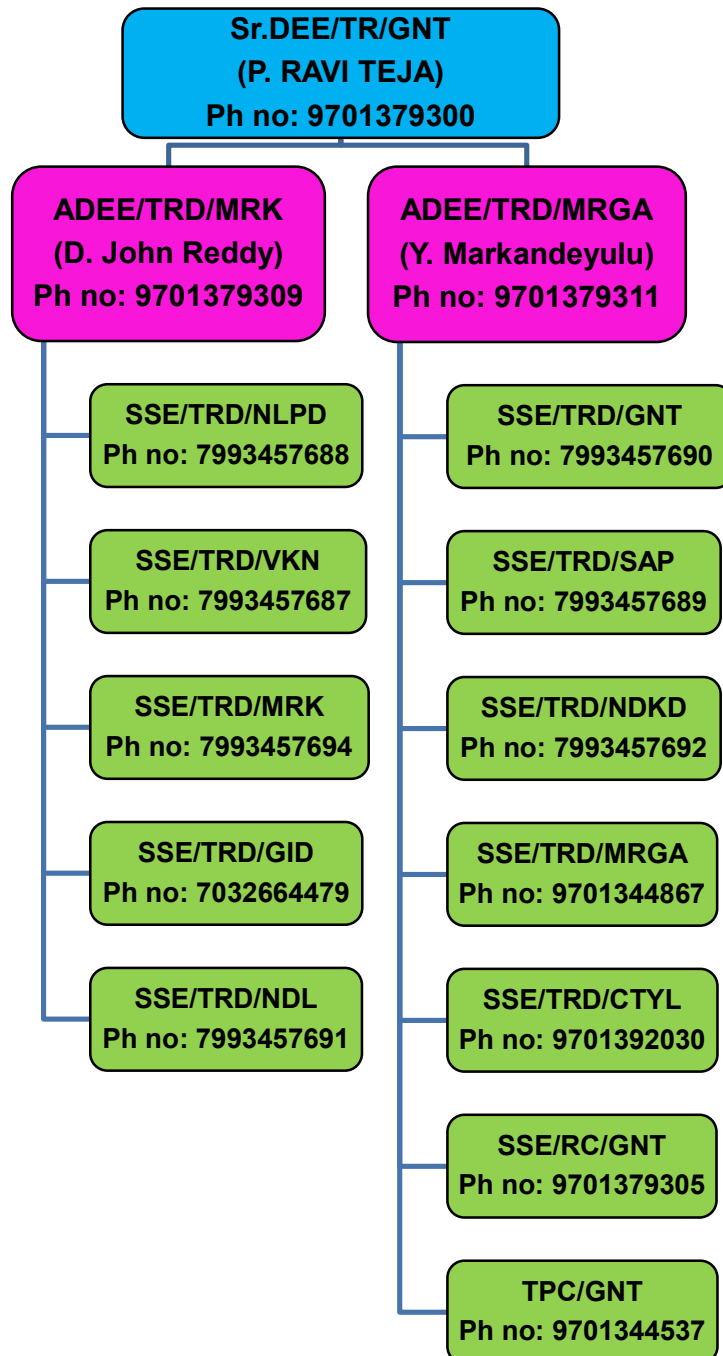 Sr.DEE/TR/GNT
(P. RAVI TEJA)
Ph no: 9701379300
ADEE/TRD/MRK
(D. John Reddy)
Ph no: 9701379309
SSE/TRD/NLPD
Ph no: 7993457688
SSE/TRD/VKN
Ph no: 7993457687
SSE/TRD/MRK
Ph no: 7993457694
SSE/TRD/GID
Ph no: 7032664479
SSE/TRD/NDL
Ph no: 7993457691
ADEE/TRD/MRGA
(Y. Markandeyulu)
Ph no: 9701379311
SSE/TRD/GNT
Ph no: 7993457690
SSE/TRD/SAP
Ph no: 7993457689
SSE/TRD/NDKD
Ph no: 7993457692
SSE/TRD/MRGA
Ph no: 9701344867
SSE/TRD/CTYL
Ph no: 9701392030
SSE/RC/GNT
Ph no: 9701379305
TPC/GNT
Ph no: 9701344537